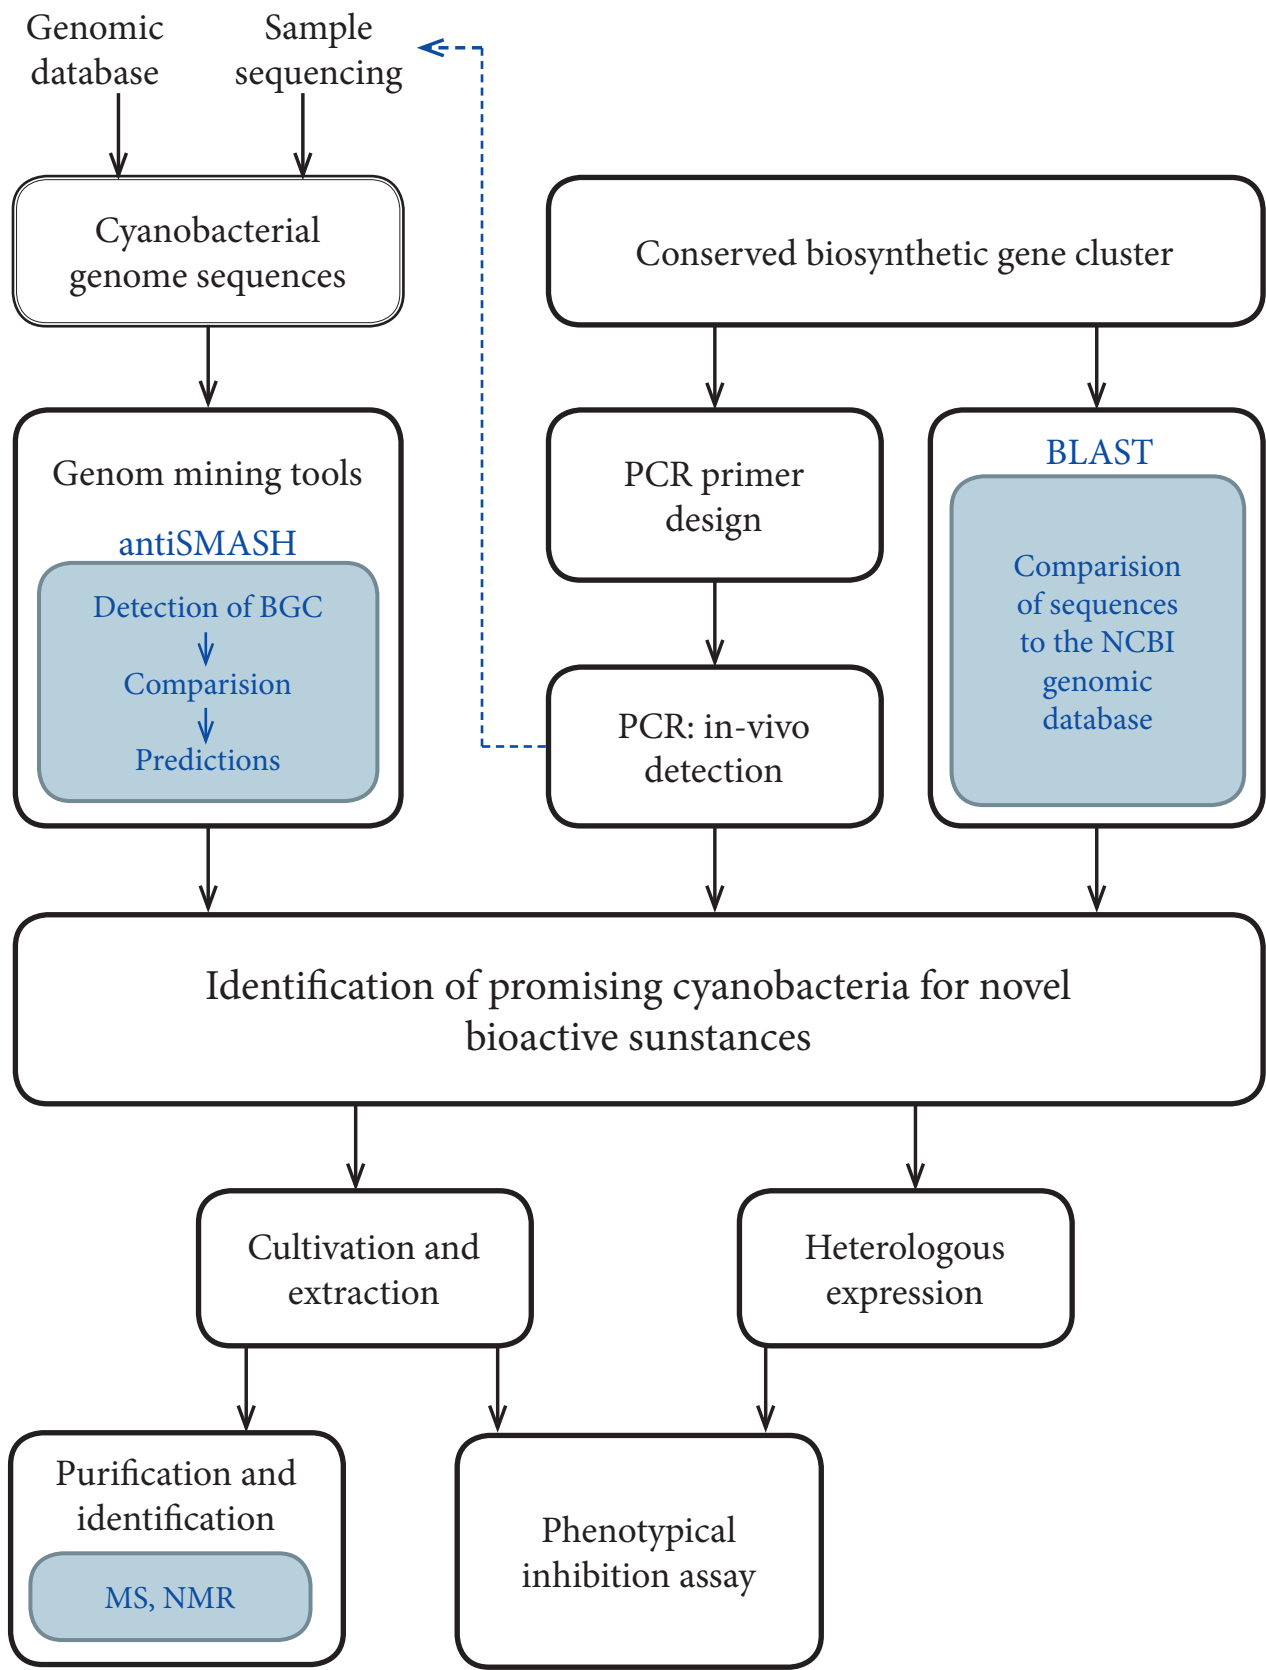 Genomic
database
Sample
sequencing
Cyanobacterial
genome sequences
Conserved biosynthetic gene cluster
Genom mining tools
antiSMASH
Detection of BGC
Comparision
Predictions
PCR primer
design
PCR: in-vivo
detection
BLAST
Comparision
of sequences
to the NCBI
genomic
database
Identification of promising cyanobacteria for novel
bioactive sunstances
Cultivation and
extraction
Heterologous
expression
Purification and
identification
MS, NMR
Phenotypical
inhibition assay